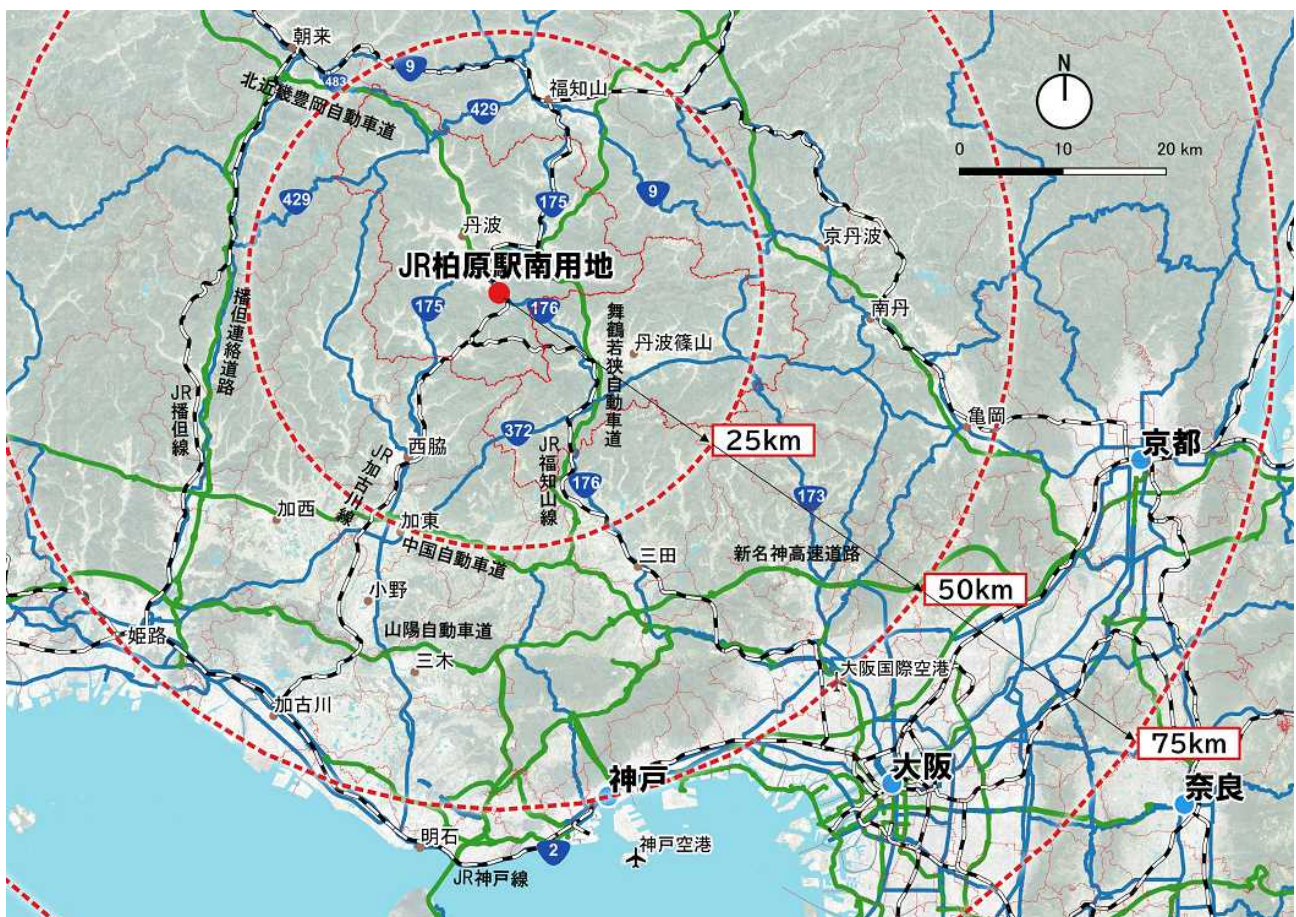 朝来
9
483
北近畿豊岡自動車道
福知山
429
N
0 10 20 km
429
175
9
丹波
京丹波
JR柏原駅南用地
175
176
南丹
播但連絡道路
舞鶴若狭自動車道
丹波篠山
JR播但線
亀岡
372
25km
西脇
京都
JR加古川線
JR福知山線
176
173
加西
加東
中国自動車道
三田
新名神高速道路
小野
50km
姫路
山陽自動車道
三木
大阪国際空港
加古川
75km
神戸
大阪
奈良
明石
2
神戸空港
JR神戸線